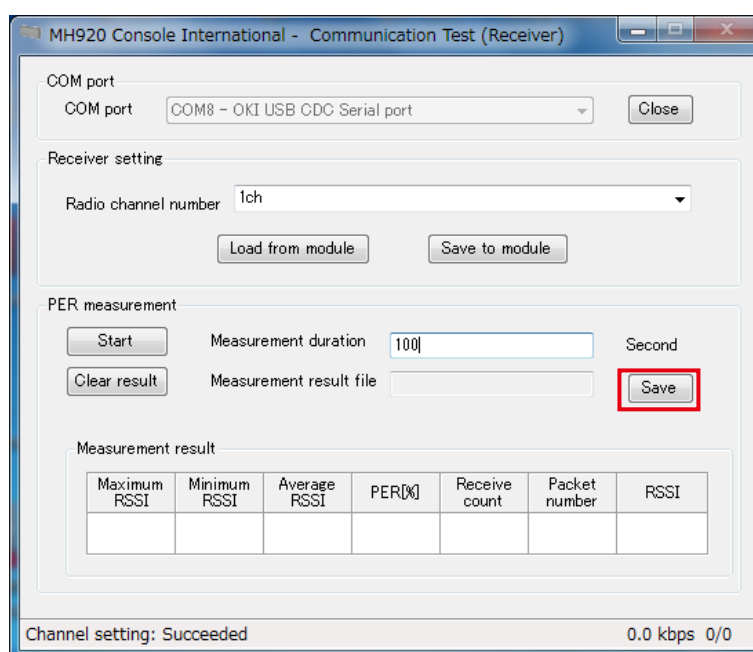 MH920 Console International - Communication Test (Receiver)
COM port
COM port COM8 - OKI USB CDC Serial port Close
Receiver setting
Radio channel number 1ch
Load from module Save to module
PER measurement
Start Measurement duration 100 Second
Clear result Measurement result file Save
Measurement result
Maximum RSSI Minimum RSSI Average RSSI PER[%] Receive count Packet number RSSI
Channel setting: Succeeded 0.0 kbps 0/0